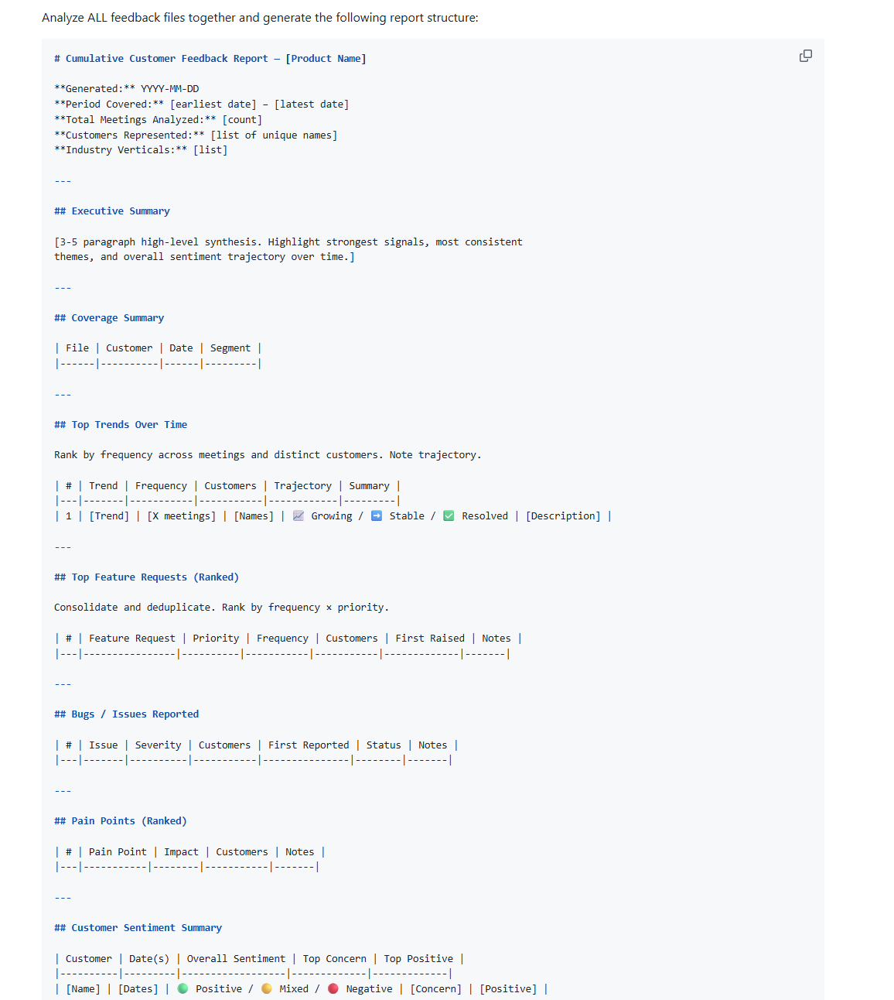 Analyze ALL feedback files together and generate the following report structure:
# Cumulative Customer Feedback Report — [Product Name]
**Generated:** YYYY-MM-DD
**Period Covered:** [earliest date] – [latest date]
**Total Meetings Analyzed:** [count]
**Customers Represented:** [list of unique names]
**Industry Verticals:** [list]
---
## Executive Summary
[3-5 paragraph high-level synthesis. Highlight strongest signals, most consistent
themes, and overall sentiment trajectory over time.]
---
## Coverage Summary
| File | Customer | Date | Segment |
|------|----------|------|---------|
---
## Top Trends Over Time
Rank by frequency across meetings and distinct customers. Note trajectory.
| # | Trend | Frequency | Customers | Trajectory | Summary |
|---|-------|-----------|-----------|------------|---------|
| 1 | [Trend] | [X meetings] | [Names] | 📈 Growing / ➡️ Stable / ✅ Resolved | [Description] |
---
## Top Feature Requests (Ranked)
Consolidate and deduplicate. Rank by frequency × priority.
| # | Feature Request | Priority | Frequency | Customers | First Raised | Notes |
|---|----------------|----------|-----------|-----------|-------------|-------|
---
## Bugs / Issues Reported
| # | Issue | Severity | Customers | First Reported | Status | Notes |
|---|-------|----------|-----------|---------------|--------|-------|
---
## Pain Points (Ranked)
| # | Pain Point | Impact | Customers | Notes |
|---|-----------|--------|-----------|-------|
---
## Customer Sentiment Summary
| Customer | Date(s) | Overall Sentiment | Top Concern | Top Positive |
|----------|---------|------------------|-------------|-------------|
| [Name] | [Dates] | 🟢 Positive / 🟡 Mixed / 🔴 Negative | [Concern] | [Positive] |